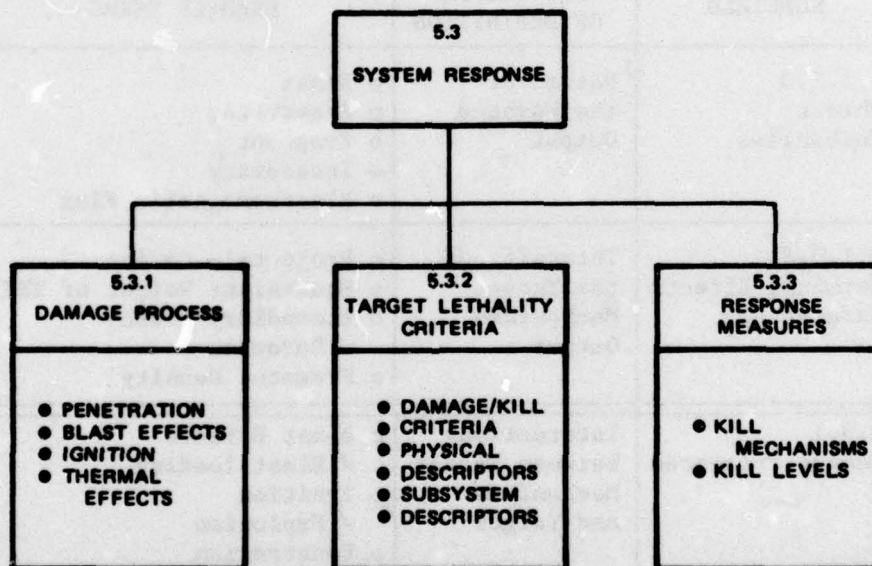 5.3
SYSTEM RESPONSE
5.3.1
DAMAGE PROCESS
● PENETRATION
● BLAST EFFECTS
● IGNITION
● THERMAL
EFFECTS
5.3.2
TARGET LETHALITY
CRITERIA
● DAMAGE/KILL
● CRITERIA
● PHYSICAL
● DESCRIPTORS
● SUBSYSTEM
● DESCRIPTORS
5.3.3
RESPONSE
MEASURES
● KILL
MECHANISMS
● KILL LEVELS